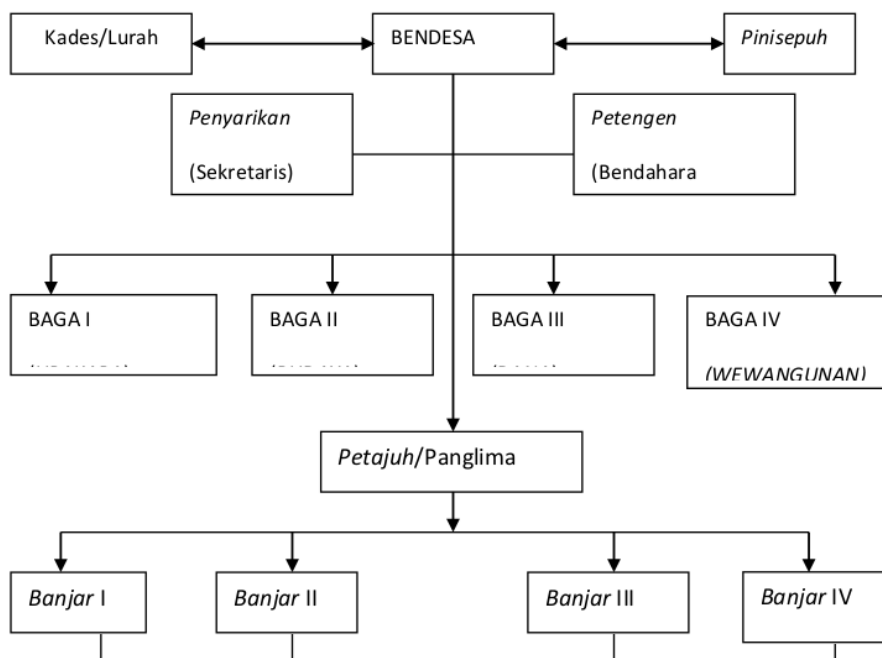 Kades/Lurah
BENDESA
Pinisepuh
Penyarikan
(Sekretaris)
Petengen
(Bendahara
BAGA I
BAGA II
BAGA III
BAGA IV
(WEWANGUNAN)
Petajuh/Panglima
Banjar I
Banjar II
Banjar III
Banjar IV